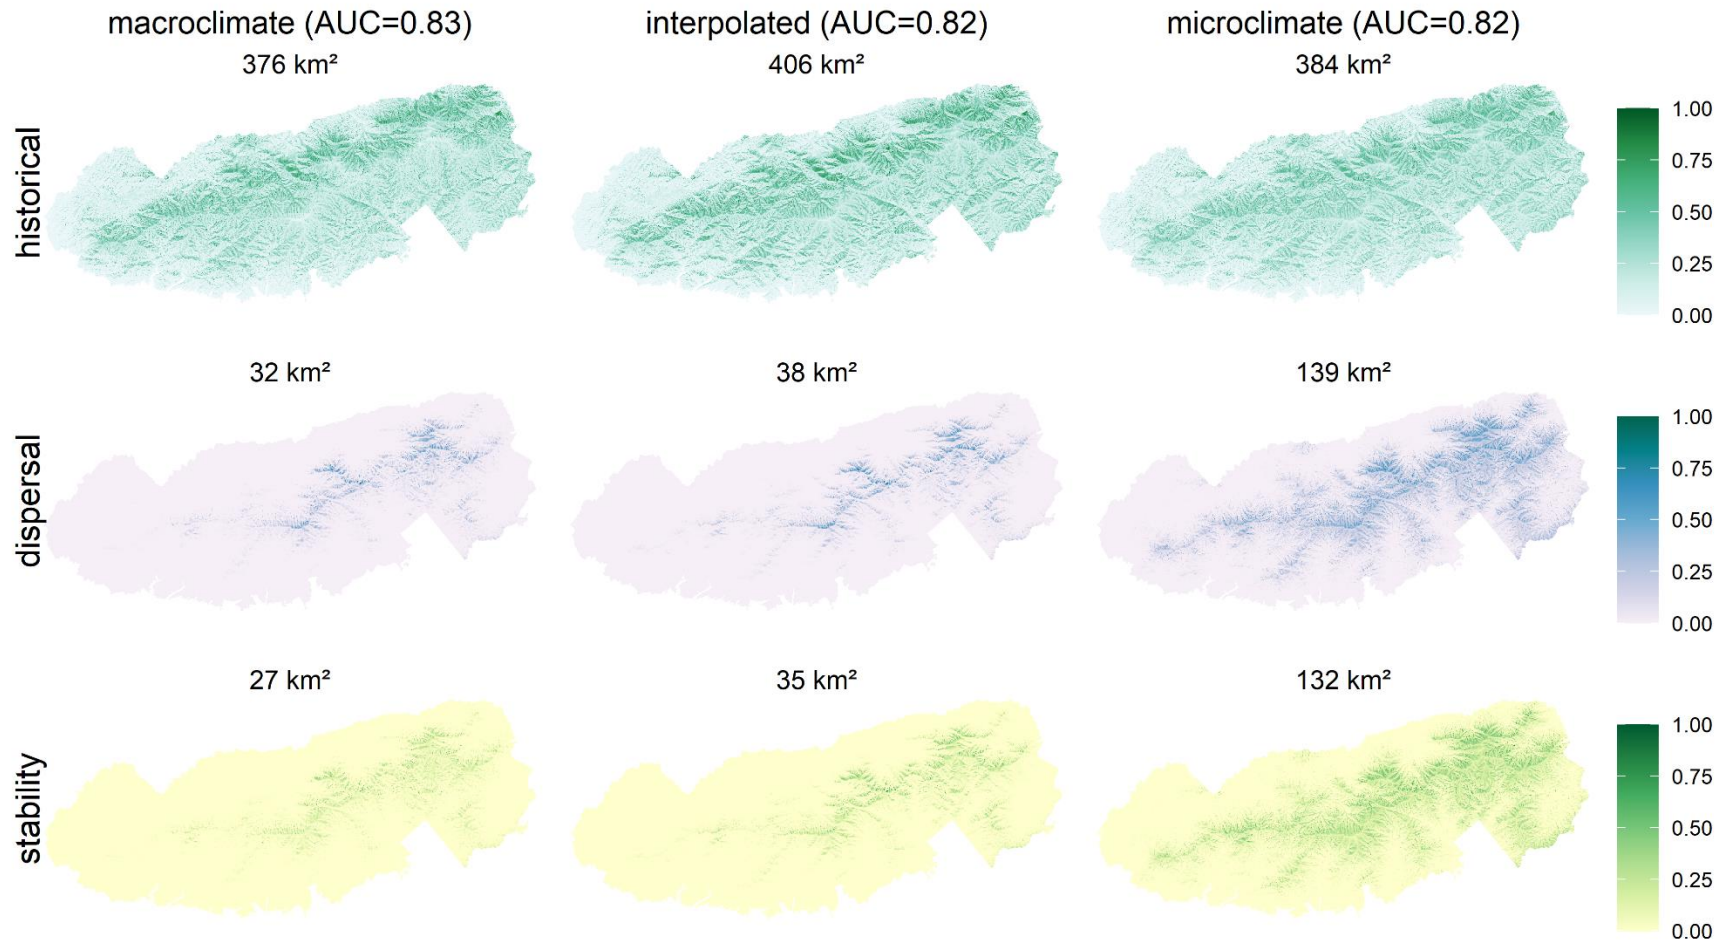 macroclimate (AUC=0.83) interpolated (AUC=0.82) microclimate (AUC=0.82)
376 km² 406 km² 384 km²
historical
1.00
0.75
0.50
0.25
0.00
32 km² 38 km² 139 km²
dispersal
1.00
0.75
0.50
0.25
0.00
27 km² 35 km² 132 km²
stability
1.00
0.75
0.50
0.25
0.00